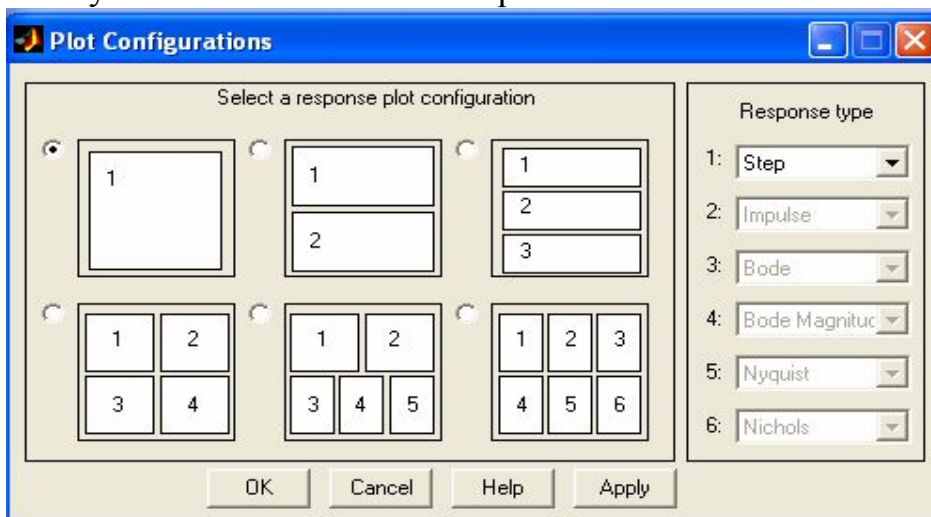 Plot Configurations
Select a response plot configuration
1
1
2
1
2
3
1 2
3 4
1 2
3 4 5
1 2 3
4 5 6
Response type
1: Step
2: Impulse
3: Bode
4: Bode Magnituc
5: Nyquist
6: Nichols
OK Cancel Help Apply